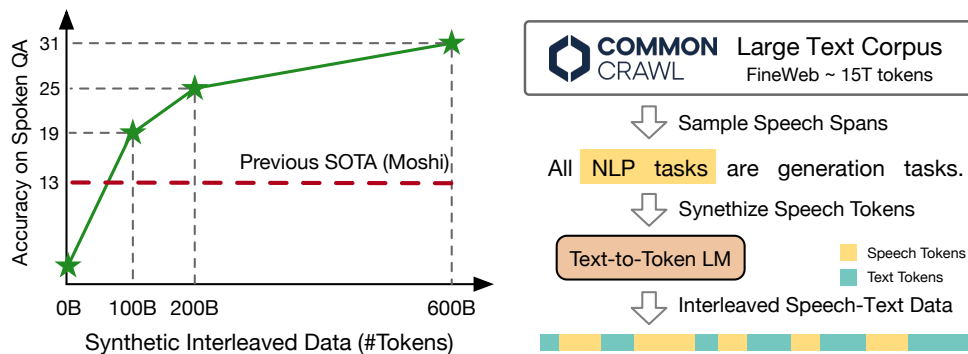 Accuracy on Spoken QA
31
25
19
13
Previous SOTA (Moshi)
0B
100B
200B
600B
Synthetic Interleaved Data (#Tokens)
COMMON
CRAWL
Large Text Corpus
FineWeb ~ 15T tokens
Sample Speech Spans
All NLP tasks are generation tasks.
Synethize Speech Tokens
Text-to-Token LM
Speech Tokens
Text Tokens
Interleaved Speech-Text Data